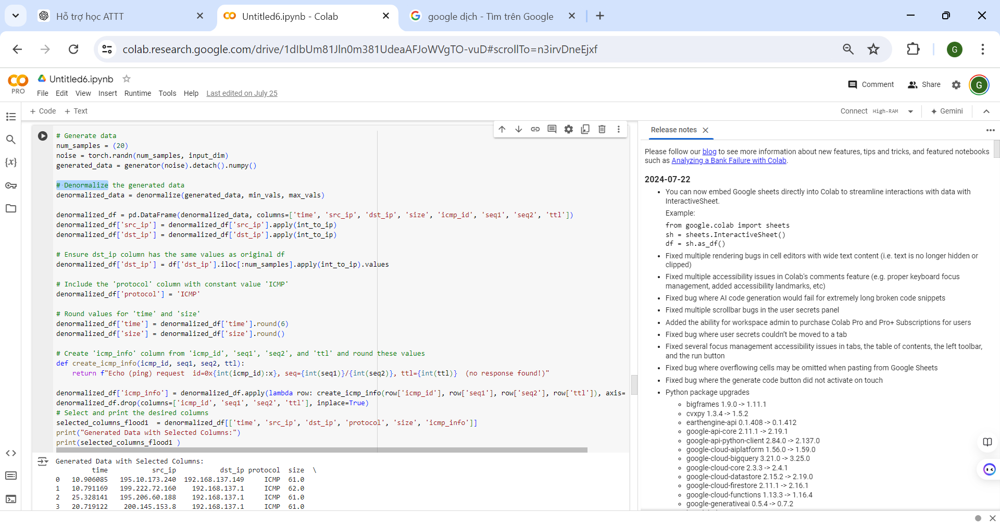 Hỗ trợ học ATTT
Untitled6.ipynb - Colab
google dịch - Tìm trên Google
colab.research.google.com/drive/1dIbUm81Jln0m381UdeaAFJoWVgTO-vuD#scrollTo=n3irvDneEjxf
G
PRO
Untitled6.ipynb
File Edit View Insert Runtime Tools Help Last edited on July 25
Comment Share G
+ Code + Text
Connect High-RAM Gemini
# Generate data
num_samples = (20)
noise = torch.randn(num_samples, input_dim)
generated_data = generator(noise).detach().numpy()
# Denormalize the generated data
denormalized_data = denormalize(generated_data, min_vals, max_vals)
denormalized_df = pd.DataFrame(denormalized_data, columns=['time', 'src_ip', 'dst_ip', 'size', 'icmp_id', 'seq1', 'seq2', 'ttl'])
denormalized_df['src_ip'] = denormalized_df['src_ip'].apply(int_to_ip)
denormalized_df['dst_ip'] = denormalized_df['dst_ip'].apply(int_to_ip)
# Ensure dst_ip column has the same values as original df
denormalized_df['dst_ip'] = df['dst_ip'].iloc[:num_samples].apply(int_to_ip).values
# Include the 'protocol' column with constant value 'ICMP'
denormalized_df['protocol'] = 'ICMP'
# Round values for 'time' and 'size'
denormalized_df['time'] = denormalized_df['time'].round(6)
denormalized_df['size'] = denormalized_df['size'].round()
# Create 'icmp_info' column from 'icmp_id', 'seq1', 'seq2', and 'ttl' and round these values
def create_icmp_info(icmp_id, seq1, seq2, ttl):
return f"Echo (ping) request  id=0x{int(icmp_id):x}, seq={int(seq1)}/{int(seq2)}, ttl={int(ttl)}  (no response found!)"
denormalized_df['icmp_info'] = denormalized_df.apply(lambda row: create_icmp_info(row['icmp_id'], row['seq1'], row['seq2'], row['ttl']), axis=
denormalized_df.drop(columns=['icmp_id', 'seq1', 'seq2', 'ttl'], inplace=True)
# Select and print the desired columns
selected_columns_flood1  = denormalized_df[['time', 'src_ip', 'dst_ip', 'protocol', 'size', 'icmp_info']]
print("Generated Data with Selected Columns:")
print(selected_columns_flood1 )
Generated Data with Selected Columns:
time src_ip dst_ip protocol size \
0 10.906085 195.10.173.240 192.168.137.149 ICMP 61.0
1 10.791169 199.222.72.160 192.168.137.1 ICMP 62.0
2 25.328141 195.206.60.188 192.168.137.1 ICMP 61.0
3 20.719122 200.145.153.8 192.168.137.1 ICMP 61.0
Release notes
Please follow our blog to see more information about new features, tips and tricks, and featured notebooks
such as Analyzing a Bank Failure with Colab.
2024-07-22
• You can now embed Google sheets directly into Colab to streamline interactions with data with
InteractiveSheet.
Example:
from google.colab import sheets
sh = sheets.InteractiveSheet()
df = sh.as_df()
• Fixed multiple rendering bugs in cell editors with wide text content (i.e. text is no longer hidden or
clipped)
• Fixed multiple accessibility issues in Colab's comments feature (e.g. proper keyboard focus
management, added accessibility landmarks, etc)
• Fixed bug where AI code generation would fail for extremely long broken code snippets
• Fixed multiple scrollbar bugs in the user secrets panel
• Added the ability for workspace admin to purchase Colab Pro and Pro+ Subscriptions for users
• Fixed bug where user secrets couldn't be moved to a tab
• Fixed several focus management accessibility issues in tabs, the table of contents, the left toolbar,
and the run button
• Fixed bug where overflowing cells may be omitted when pasting from Google Sheets
• Fixed bug where the generate code button did not activate on touch
• Python package upgrades
bigframes 1.9.0 -> 1.11.1
cvxpy 1.3.4 -> 1.5.2
earthengine-api 0.1.408 -> 0.1.412
google-api-core 2.11.1 -> 2.19.1
google-api-python-client 2.84.0 -> 2.137.0
google-cloud-aiplatform 1.56.0 -> 1.59.0
google-cloud-bigquery 3.21.0 -> 3.25.0
google-cloud-core 2.3.3 -> 2.4.1
google-cloud-datastore 2.15.2 -> 2.19.0
google-cloud-firestore 2.11.1 -> 2.16.1
google-cloud-functions 1.13.3 -> 1.16.4
google-generativeai 0.5.4 -> 0.7.2